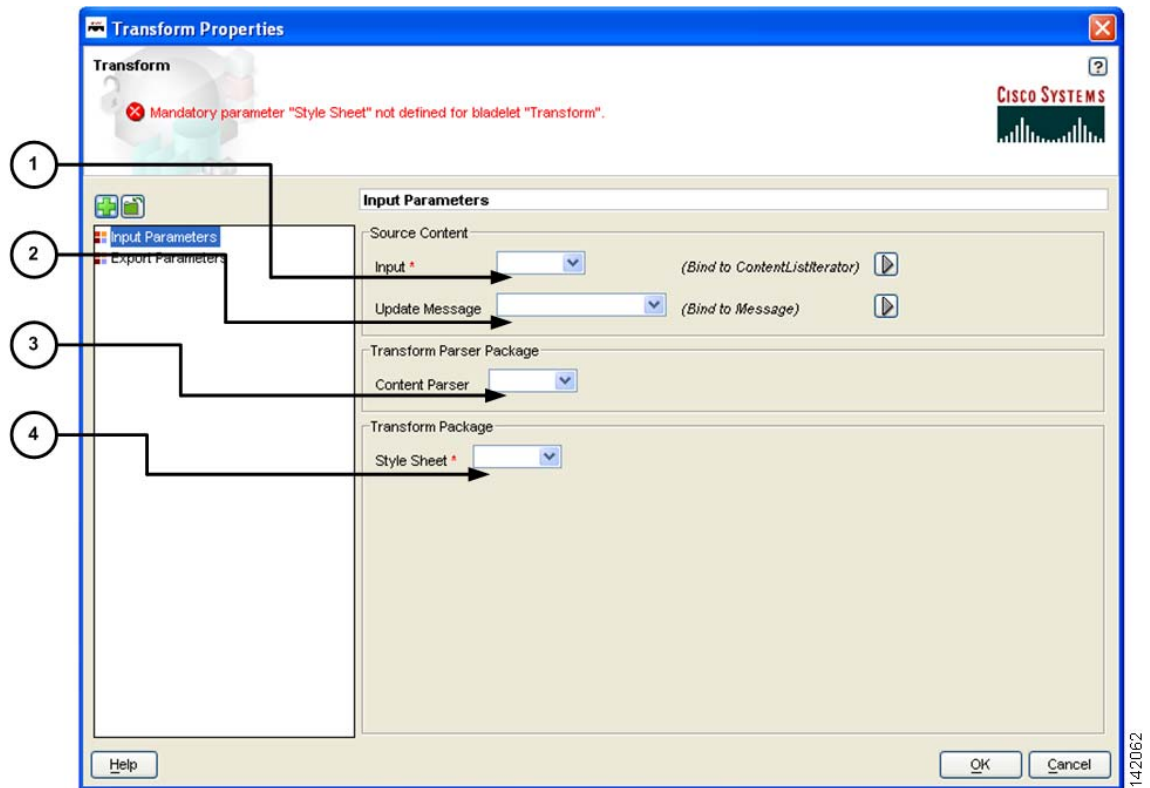 Transform Properties
Transform
?
Mandatory parameter "Style Sheet" not defined for bladelet "Transform".
CISCO SYSTEMS
1
Input Parameters
Input Parameters
Export Parameters
2
Source Content
Input *
(Bind to ContentListIterator)
Update Message
(Bind to Message)
3
Transform Parser Package
Content Parser
4
Transform Package
Style Sheet *
Help
OK
Cancel
142062